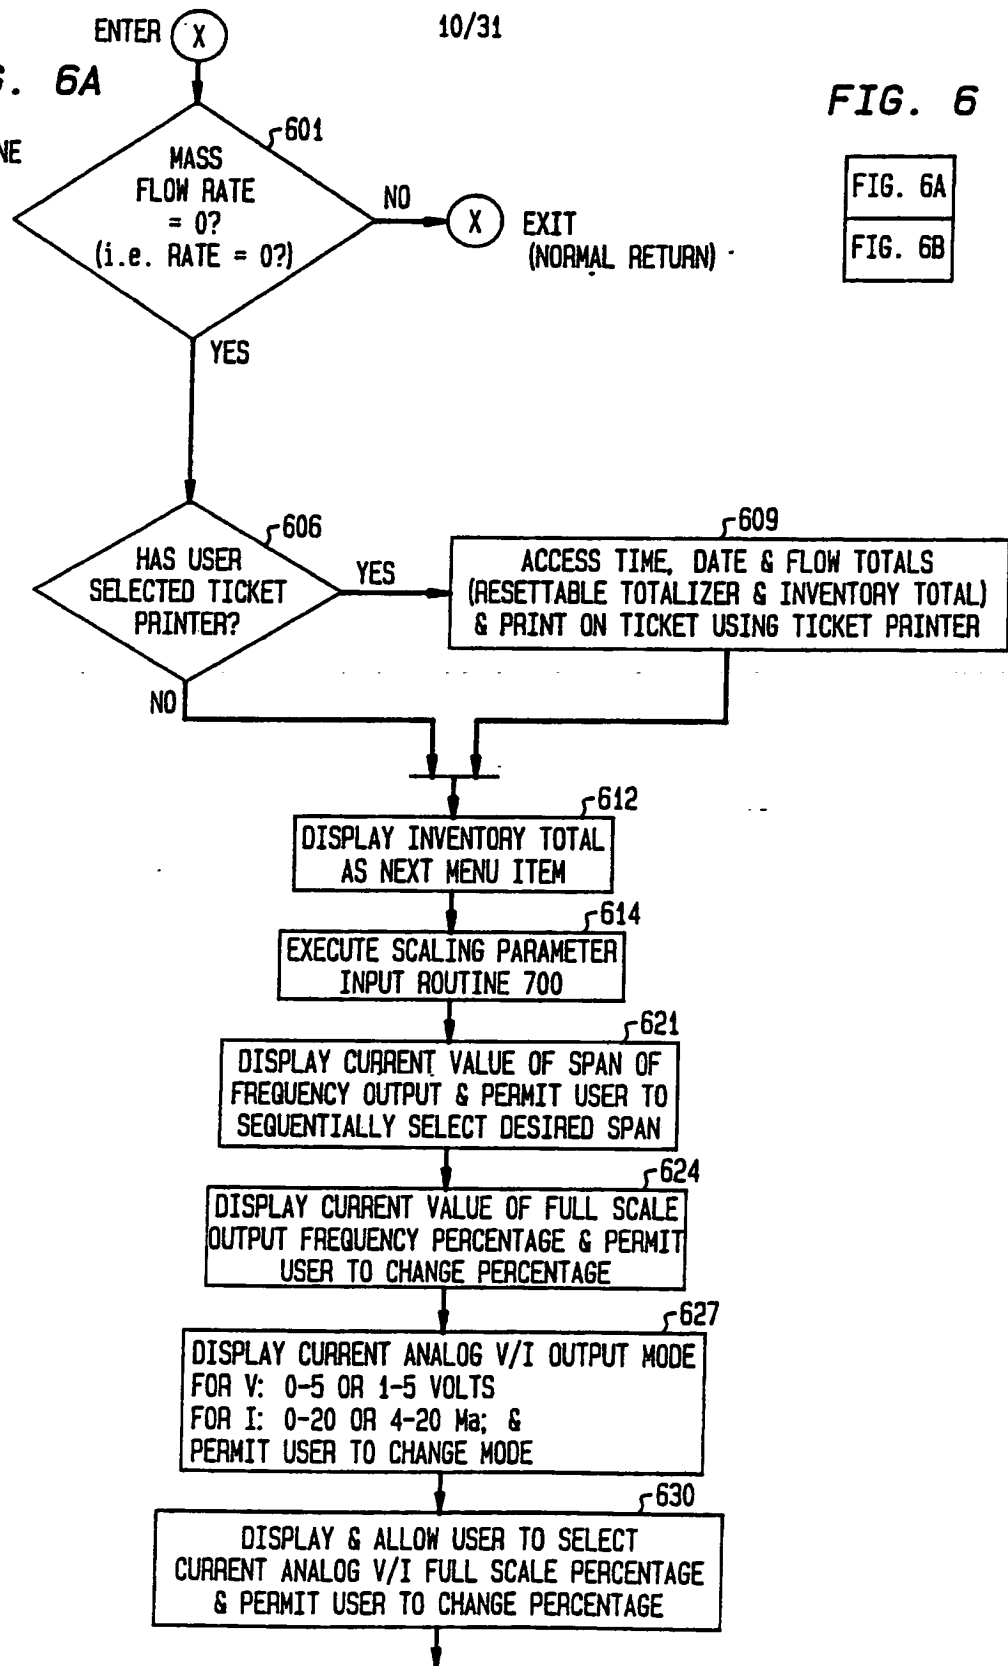 ENTER X
10/31
G. 6A
FIG. 6
NE
601
MASS
FLOW RATE
= 0?
(i.e. RATE = 0?)
NO
X
EXIT
(NORMAL RETURN)
FIG. 6A
FIG. 6B
YES
606
HAS USER
SELECTED TICKET
PRINTER?
YES
609
ACCESS TIME, DATE & FLOW TOTALS
(RESETTABLE TOTALIZER & INVENTORY TOTAL)
& PRINT ON TICKET USING TICKET PRINTER
NO
612
DISPLAY INVENTORY TOTAL
AS NEXT MENU ITEM
614
EXECUTE SCALING PARAMETER
INPUT ROUTINE 700
621
DISPLAY CURRENT VALUE OF SPAN OF
FREQUENCY OUTPUT & PERMIT USER TO
SEQUENTIALLY SELECT DESIRED SPAN
624
DISPLAY CURRENT VALUE OF FULL SCALE
OUTPUT FREQUENCY PERCENTAGE & PERMIT
USER TO CHANGE PERCENTAGE
627
DISPLAY CURRENT ANALOG V/I OUTPUT MODE
FOR V: 0-5 OR 1-5 VOLTS
FOR I: 0-20 OR 4-20 Ma; &
PERMIT USER TO CHANGE MODE
630
DISPLAY & ALLOW USER TO SELECT
CURRENT ANALOG V/I FULL SCALE PERCENTAGE
& PERMIT USER TO CHANGE PERCENTAGE